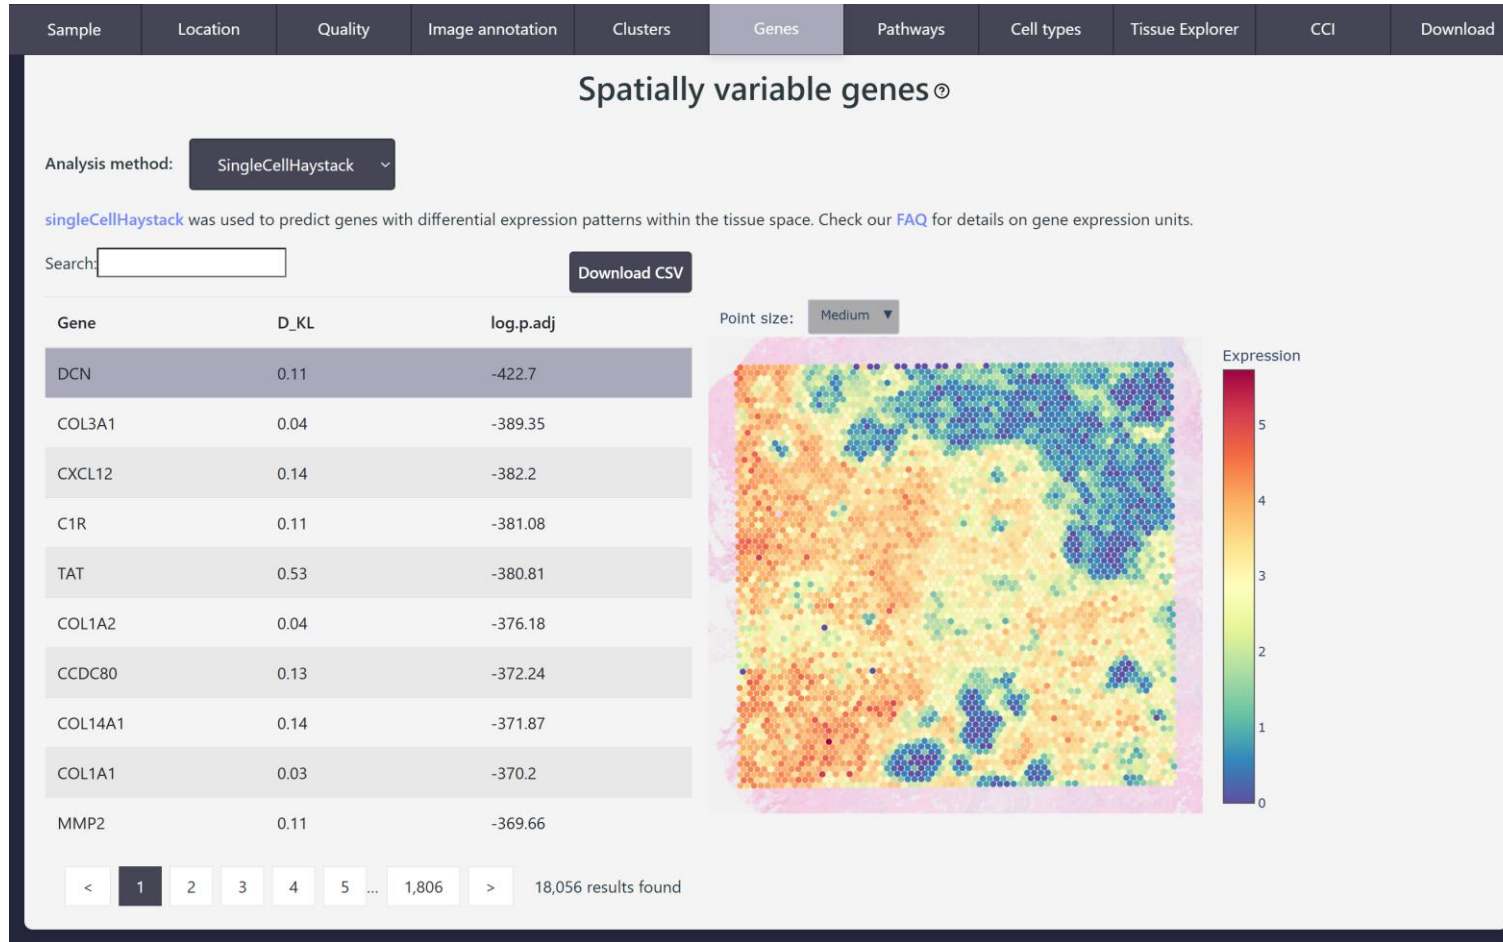 Sample Location Quality Image annotation Clusters Genes Pathways Cell types Tissue Explorer CCI Download
Spatially variable genes
Analysis method: SingleCellHaystack
singleCellHaystack was used to predict genes with differential expression patterns within the tissue space. Check our FAQ for details on gene expression units.
Search:
Download CSV
Gene D_KL log.p.adj
DCN 0.11 -422.7
COL3A1 0.04 -389.35
CXCL12 0.14 -382.2
C1R 0.11 -381.08
TAT 0.53 -380.81
COL1A2 0.04 -376.18
CCDC80 0.13 -372.24
COL14A1 0.14 -371.87
COL1A1 0.03 -370.2
MMP2 0.11 -369.66
< 1 2 3 4 5 ... 1,806 > 18,056 results found
Point size: Medium ▼
Expression
5
4
3
2
1
0